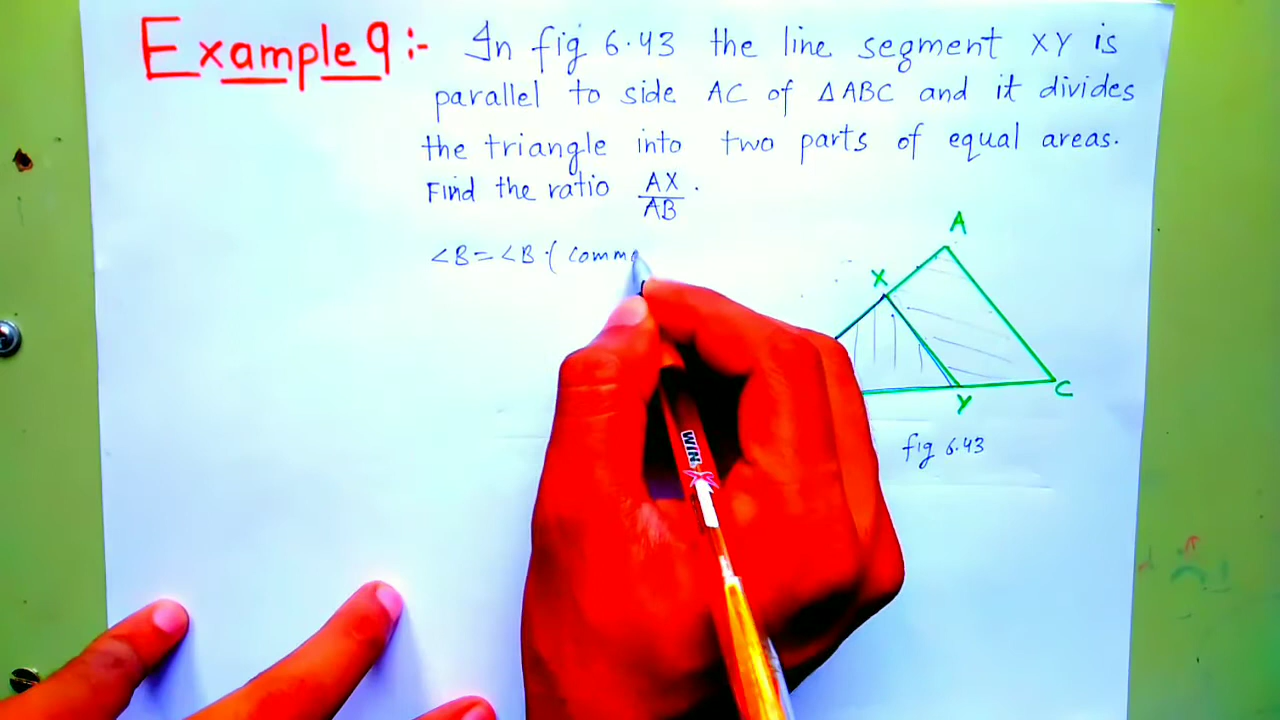 Example 9 :- In fig 6.43 the line segment XY is
parallel to side AC of △ABC and it divides
the triangle into two parts of equal areas.
Find the ratio AX/AB.
∠B = ∠B (comm
A
X
C
Y
fig 6.43
WIN